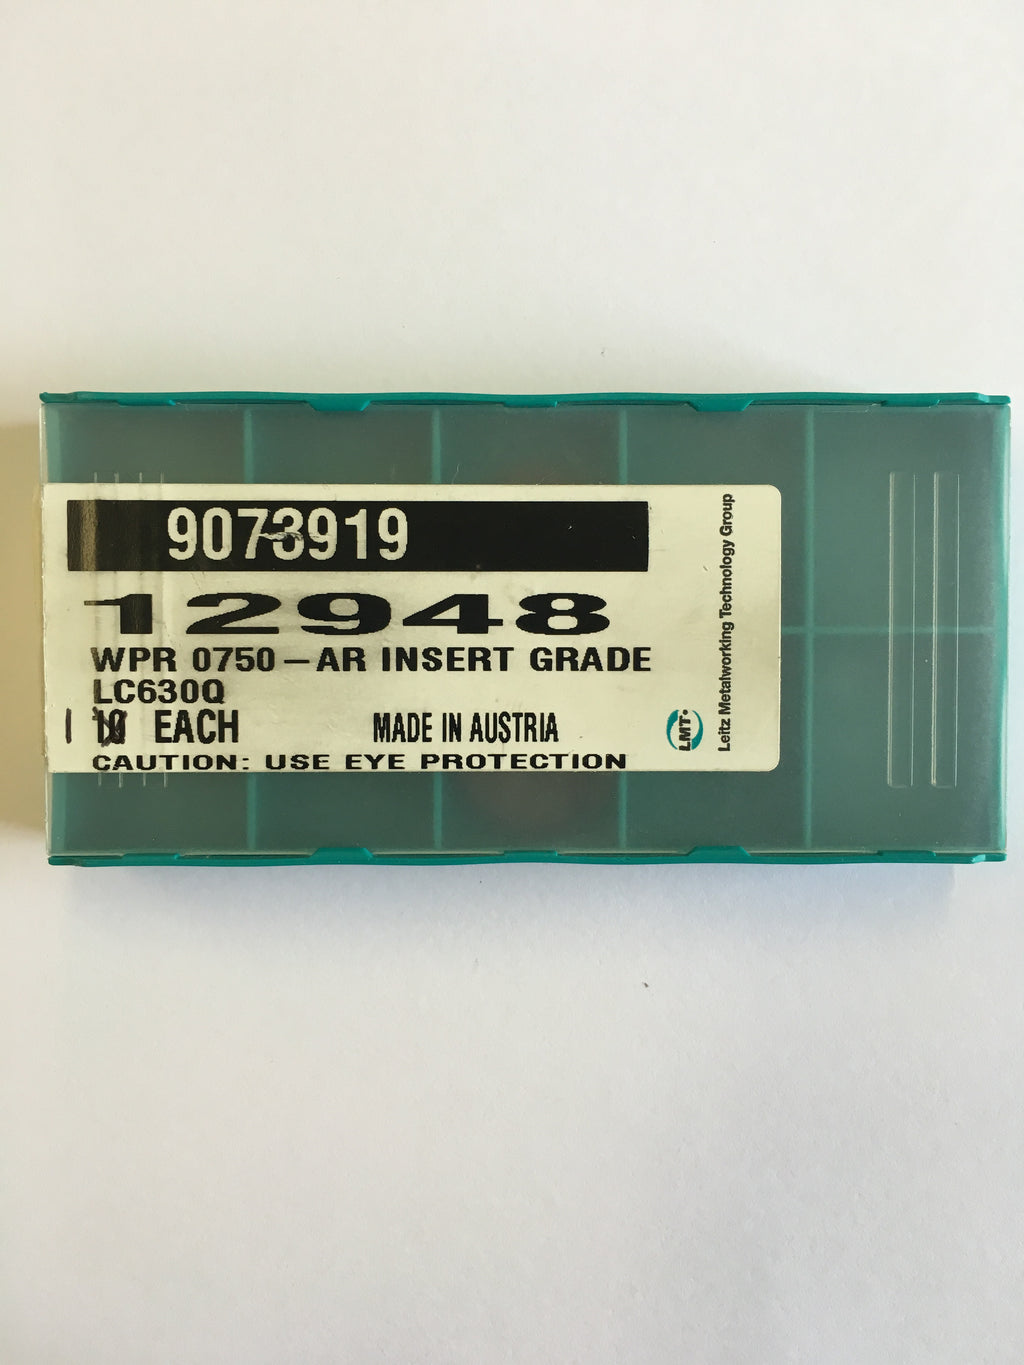 9073919
12948
WPR 0750-AR INSERT GRADE
LC630Q
1 10 EACH MADE IN AUSTRIA
CAUTION: USE EYE PROTECTION
LMT
Leitz Metalworking Technology Group